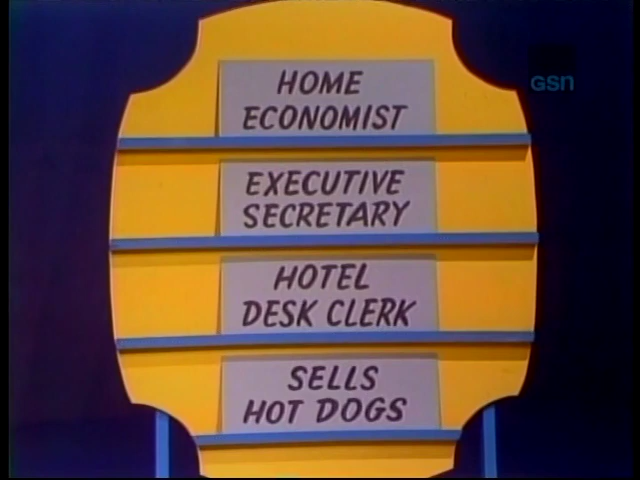 GSN
HOME
ECONOMIST
EXECUTIVE
SECRETARY
HOTEL
DESK CLERK
SELLS
HOT DOGS